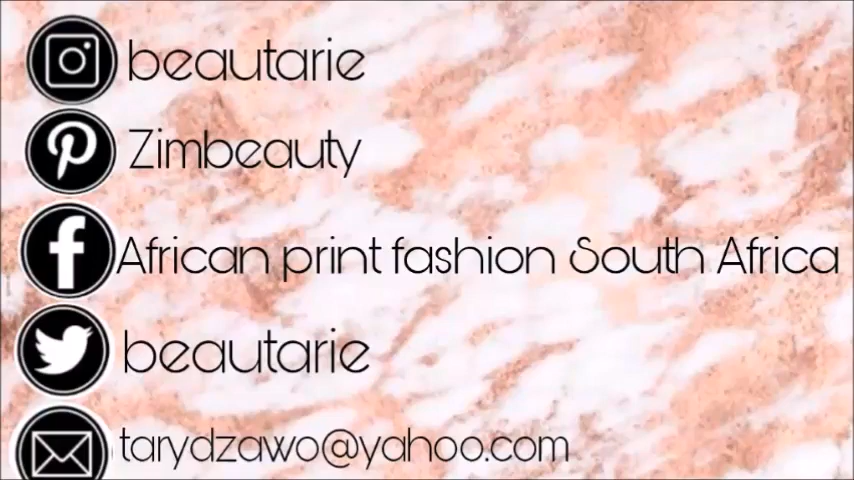 beautarie
Zimbeauty
African print fashion South Africa
beautarie
tarydzawo@yahoo.com